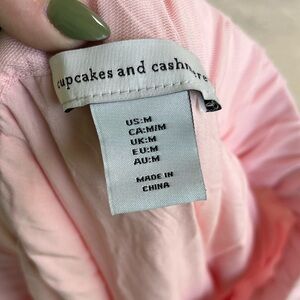 cupcakes and cashmere
US:M
CA:M/M
UK:M
EU:M
AU:M
MADE IN
CHINA